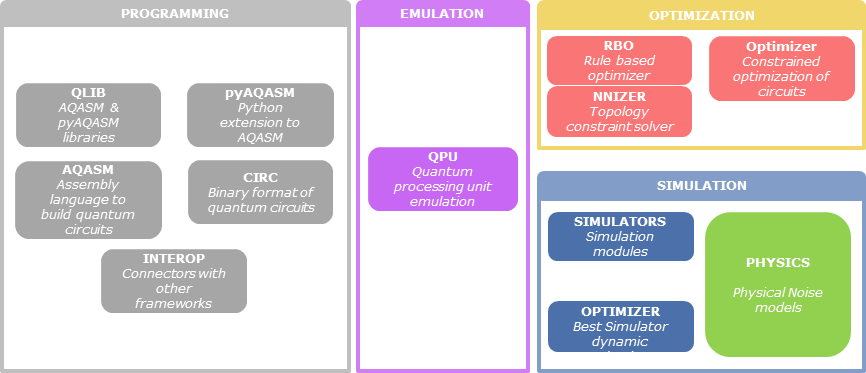 PROGRAMMING
QLIB
AQASM & 
pyAQASM
libraries
pyAQASM
Python
extension to
AQASM
AQASM
Assembly
language to
build quantum
circuits
CIRC
Binary format of
quantum circuits
INTEROP
Connectors with
other
frameworks
EMULATION
QPU
Quantum
processing unit
emulation
OPTIMIZATION
RBO
Rule based
optimizer
NNIZER
Topology
constraint solver
Optimizer
Constrained
optimization of
circuits
SIMULATION
SIMULATORS
Simulation
modules
OPTIMIZER
Best Simulator
dynamic
PHYSICS
Physical Noise
models